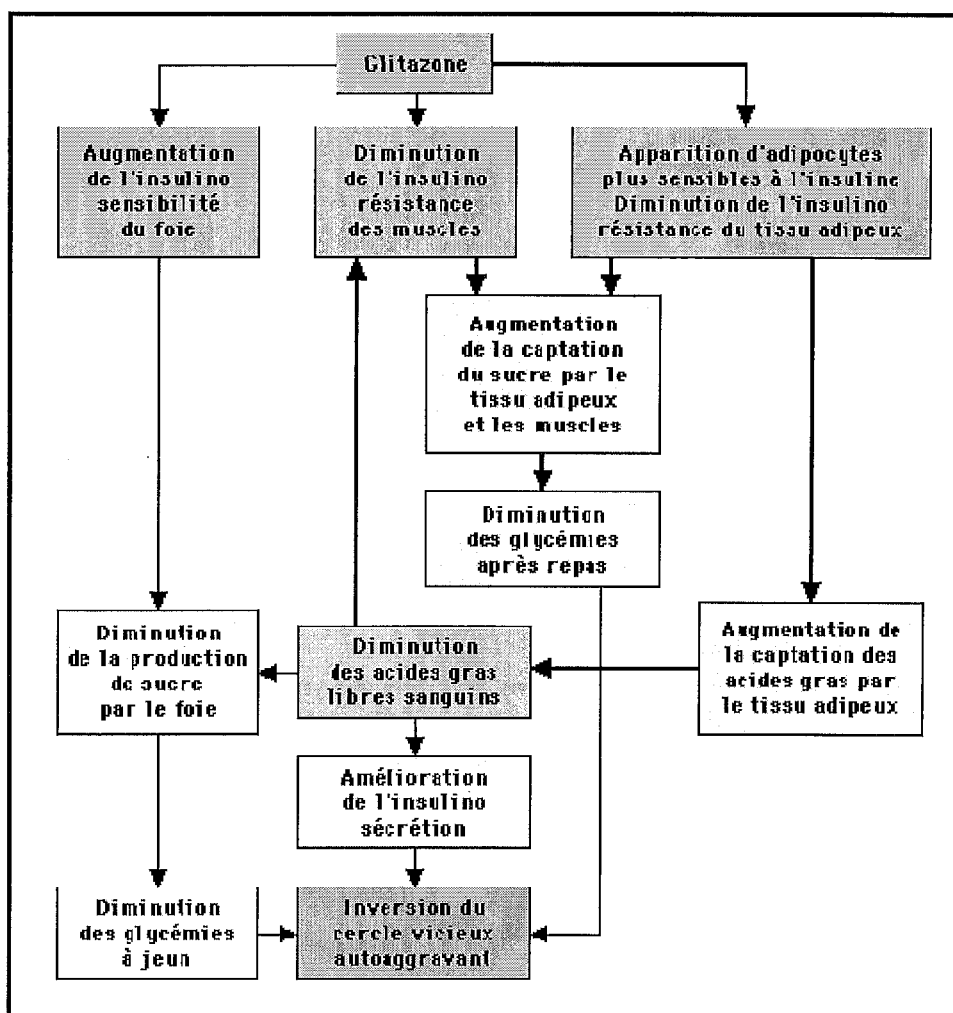 Glitazone
Augmentation
de l'insulino
sensibilité
du foie
Diminution
de l'insulino
résistance
des muscles
Apparition d'adipocytes
plus sensibles à l'insuline
Diminution de l'insulino
résistance du tissu adipeux
Augmentation
de la captation
du sucre par le
tissu adipeux
et les muscles
Diminution
des glycémies
après repas
Diminution
de la production
de sucre
par le foie
Diminution
des acides gras
libres sanguins
Augmentation de
la captation des
acides gras par
le tissu adipeux
Amélioration
de l'insulino
sécrétion
Diminution
des glycémies
à jeun
Inversion du
cercle vicieux
autoaggravant